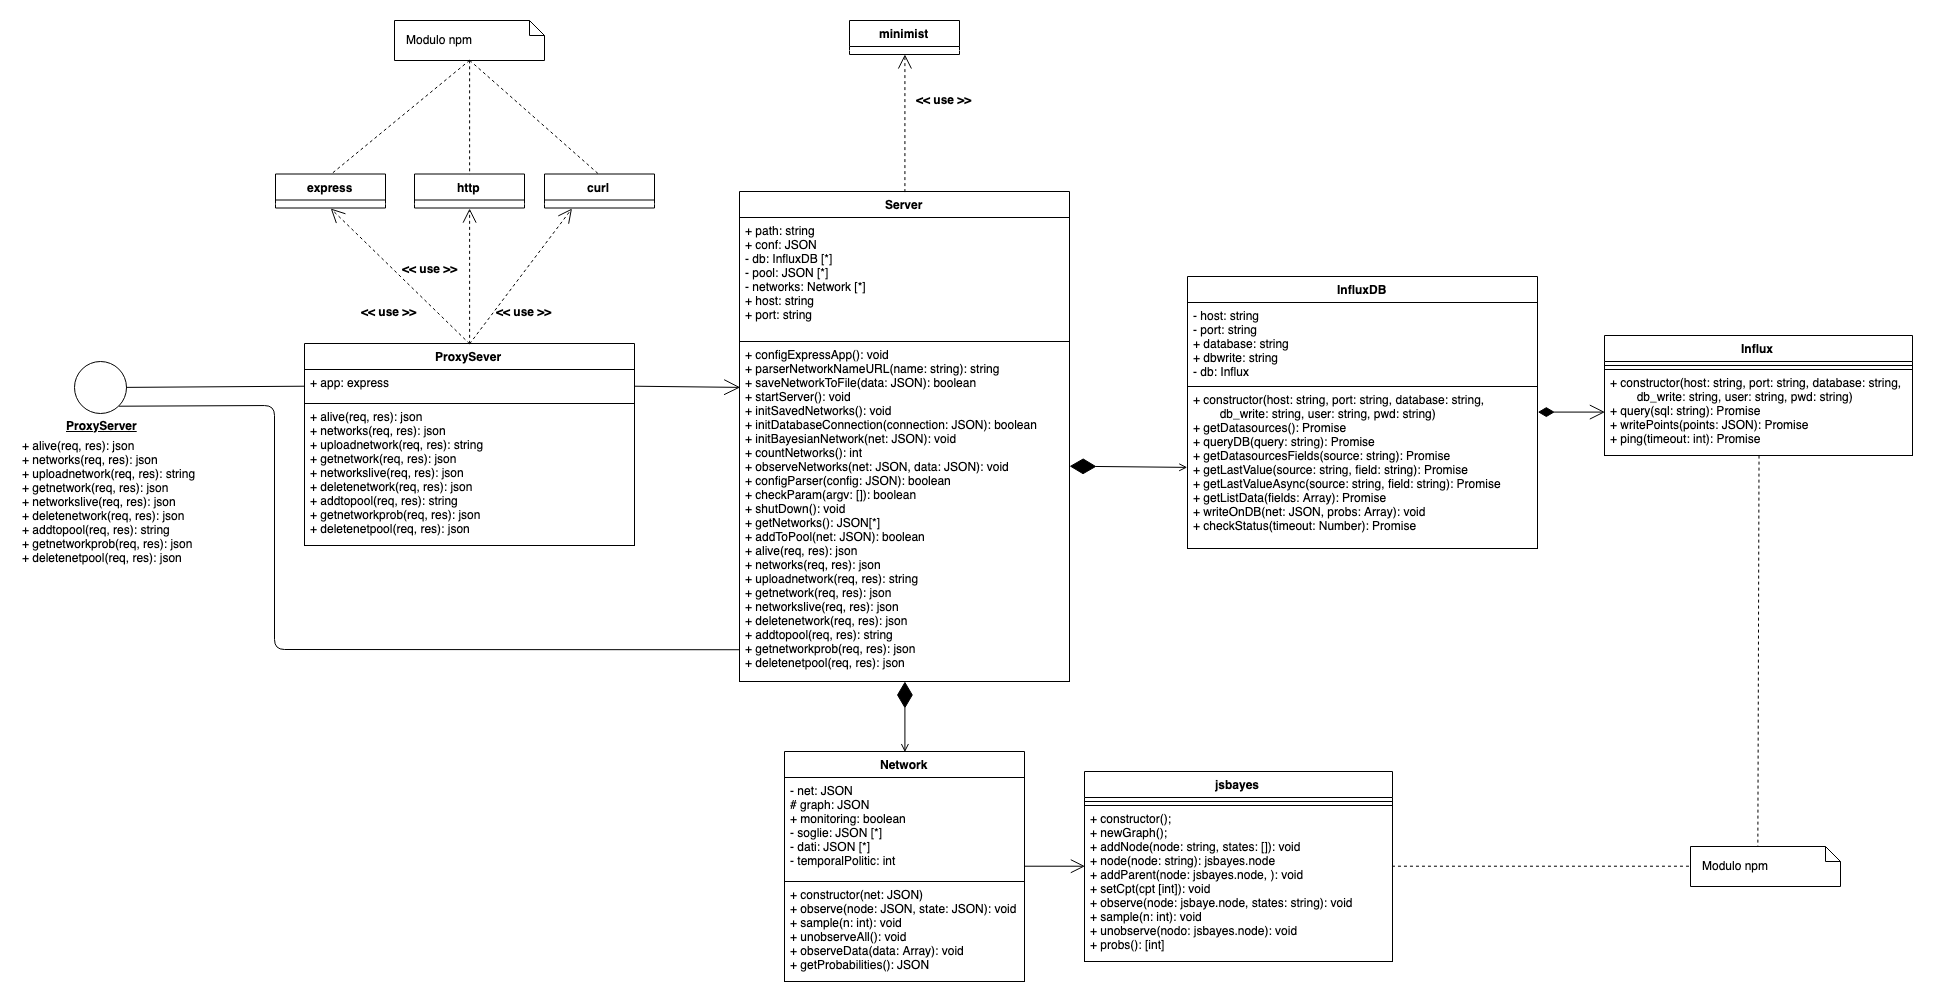 Modulo npm
minimist
<< use >>
express
http
curl
<< use >>
<< use >>
<< use >>
ProxyServer
+ alive(req, res): json
+ networks(req, res): json
+ uploadnetwork(req, res): string
+ getnetwork(req, res): json
+ networkslive(req, res): json
+ deletenetwork(req, res): json
+ addtopool(req, res): string
+ getnetworkprob(req, res): json
+ deletenetpool(req, res): json
ProxySever
+ app: express
+ alive(req, res): json
+ networks(req, res): json
+ uploadnetwork(req, res): string
+ getnetwork(req, res): json
+ networkslive(req, res): json
+ deletenetwork(req, res): json
+ addtopool(req, res): string
+ getnetworkprob(req, res): json
+ deletenetpool(req, res): json
Server
+ path: string
+ conf: JSON
- db: InfluxDB [*]
- pool: JSON [*]
- networks: Network [*]
+ host: string
+ port: string
+ configExpressApp(): void
+ parserNetworkNameURL(name: string): string
+ saveNetworkToFile(data: JSON): boolean
+ startServer(): void
+ initSavedNetworks(): void
+ initDatabaseConnection(connection: JSON): boolean
+ initBayesianNetwork(net: JSON): void
+ countNetworks(): int
+ observeNetworks(net: JSON, data: JSON): void
+ configParser(config: JSON): boolean
+ checkParam(argv: []): boolean
+ shutDown(): void
+ getNetworks(): JSON[*]
+ addToPool(net: JSON): boolean
+ alive(req, res): json
+ networks(req, res): json
+ uploadnetwork(req, res): string
+ getnetwork(req, res): json
+ networkslive(req, res): json
+ deletenetwork(req, res): json
+ addtopool(req, res): string
+ getnetworkprob(req, res): json
+ deletenetpool(req, res): json
InfluxDB
- host: string
- port: string
+ database: string
+ dbwrite: string
- db: Influx
+ constructor(host: string, port: string, database: string,
db_write: string, user: string, pwd: string)
+ getDatasources(): Promise
+ queryDB(query: string): Promise
+ getDatasourcesFields(source: string): Promise
+ getLastValue(source: string, field: string): Promise
+ getLastValueAsync(source: string, field: string): Promise
+ getListData(fields: Array): Promise
+ writeOnDB(net: JSON, probs: Array): void
+ checkStatus(timeout: Number): Promise
Influx
+ constructor(host: string, port: string, database: string,
db_write: string, user: string, pwd: string)
+ query(sql: string): Promise
+ writePoints(points: JSON): Promise
+ ping(timeout: int): Promise
Network
- net: JSON
# graph: JSON
+ monitoring: boolean
- soglie: JSON [*]
- dati: JSON [*]
- temporalPolitic: int
+ constructor(net: JSON)
+ observe(node: JSON, state: JSON): void
+ sample(n: int): void
+ unobserveAll(): void
+ observeData(data: Array): void
+ getProbabilities(): JSON
jsbayes
+ constructor();
+ newGraph();
+ addNode(node: string, states: []): void
+ node(node: string): jsbayes.node
+ addParent(node: jsbayes.node, ): void
+ setCpt(cpt [int]): void
+ observe(node: jsbaye.node, states: string): void
+ sample(n: int): void
+ unobserve(nodo: jsbayes.node): void
+ probs(): [int]
Modulo npm